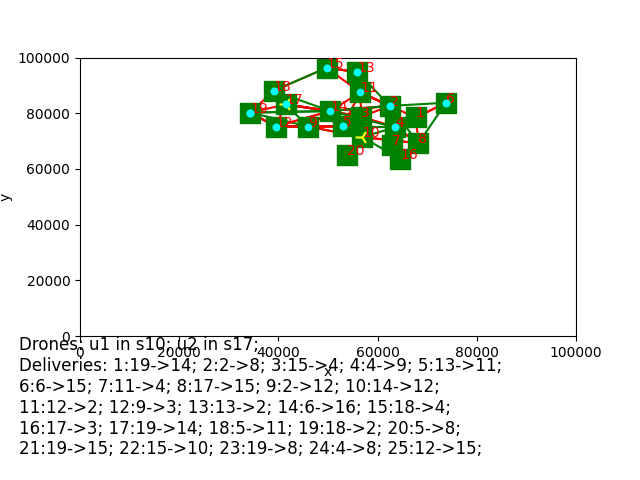 100000
80000
60000
40000
20000
0
y
0 20000 40000 60000 80000 100000
x
Drones: u1 in s10; u2 in s17;
Deliveries: 1:19->14; 2:2->8; 3:15->4; 4:4->9; 5:13->11;
6:6->15; 7:11->4; 8:17->15; 9:2->12; 10:14->12;
11:12->2; 12:9->3; 13:13->2; 14:6->16; 15:18->4;
16:17->3; 17:19->14; 18:5->11; 19:18->2; 20:5->8;
21:19->15; 22:15->10; 23:19->8; 24:4->8; 25:12->15;